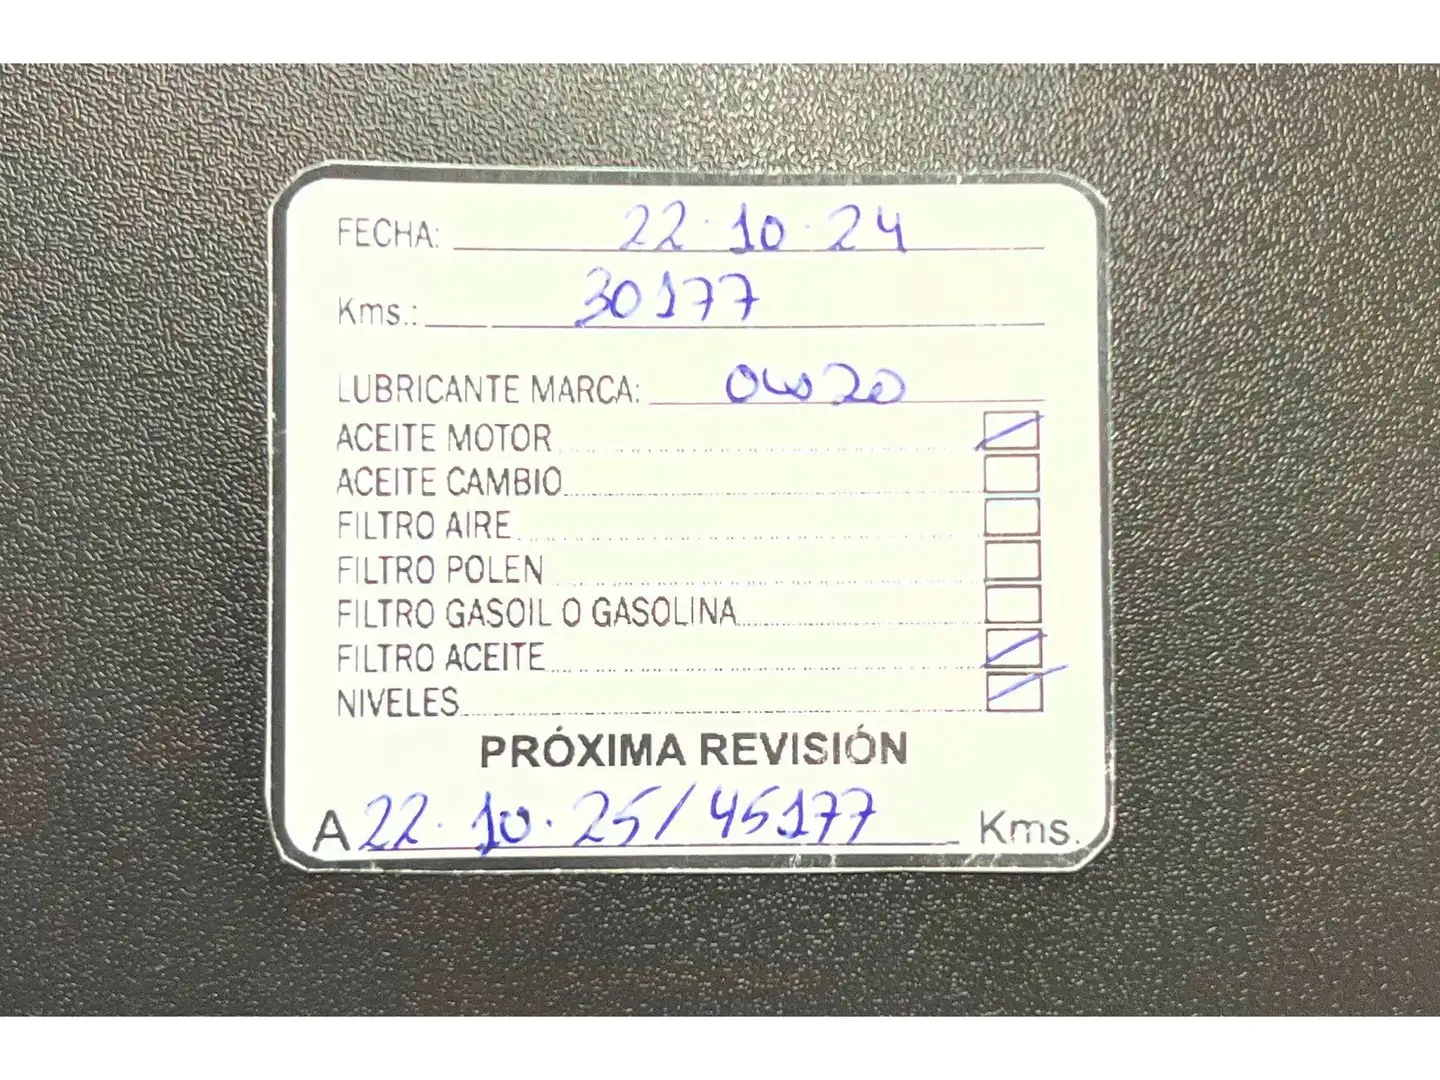 FECHA: 22.10.24
Kms.: 30177
LUBRICANTE MARCA: 0W20
ACEITE MOTOR
ACEITE CAMBIO
FILTRO AIRE
FILTRO POLEN
FILTRO GASOIL O GASOLINA
FILTRO ACEITE
NIVELES
PRÓXIMA REVISIÓN
A 22.10.25/45177 Kms.